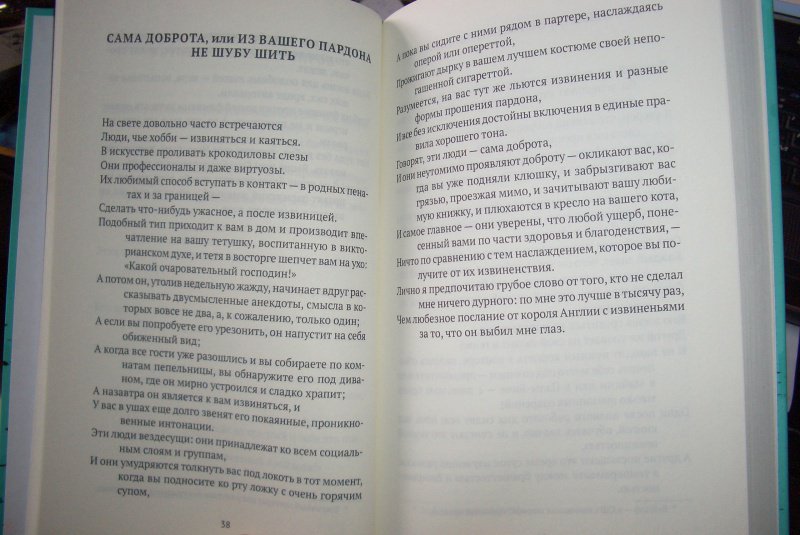 САМА ДОБРОТА, или ИЗ ВАШЕГО ПАРДОНА
НЕ ШУБУ ШИТЬ
На свете довольно часто встречаются
Люди, чье хобби — извиняться и каяться.
В искусстве проливать крокодиловы слезы
Они профессионалы и даже виртуозы.
Их любимый способ вступать в контакт — в родных пена-
тах и за границей —
Сделать что-нибудь ужасное, а после извиницей.
Подобный тип приходит к вам в дом и производит впе-
чатление на вашу тетушку, воспитанную в викто-
рианском духе, и тетя в восторге шепчет вам на ухо:
«Какой очаровательный господин!»
А потом он, утолив недельную жажду, начинает вдруг рас-
сказывать двусмысленные анекдоты, смысла в ко-
торых вовсе не два, а, к сожалению, только один;
А если вы попробуете его урезонить, он напустит на себя
обиженный вид;
А когда все гости уже разошлись и вы собираете по ком-
натам пепельницы, вы обнаружите его под дива-
ном, где он мирно устроился и сладко храпит;
А назавтра он является к вам извиняться, и
У вас в ушах еще долго звенят его покаянные, проникно-
венные интонации.
Эти люди вездесущи: они принадлежат ко всем социаль-
ным слоям и группам,
И они умудряются толкнуть вас под локоть в тот момент,
когда вы подносите ко рту ложку с очень горячим
супом,
38
А пока вы сидите с ними рядом в партере, наслаждаясь
оперой или опереттой,
Прожигают дырку в вашем лучшем костюме своей непо-
гашенной сигареттой.
Разумеется, на вас тут же льются извинения и разные
формы прошения пардона,
И все без исключения достойны включения в единые пра-
вила хорошего тона.
Говорят, эти люди — сама доброта,
И они неутомимо проявляют доброту — окликают вас, ко-
гда вы уже подняли клюшку, и забрызгивают вас
грязью, проезжая мимо, и зачитывают вашу люби-
мую книжку, и плюхаются в кресло на вашего кота,
И самое главное — они уверены, что любой ущерб, поне-
сенный вами по части здоровья и благоденствия, —
Ничто по сравнению с тем наслаждением, которое вы по-
лучите от их извиненствия.
Лично я предпочитаю грубое слово от того, кто не сделал
мне ничего дурного: по мне это лучше в тысячу раз,
Чем любезное послание от короля Англии с извиненьями
за то, что он выбил мне глаз.